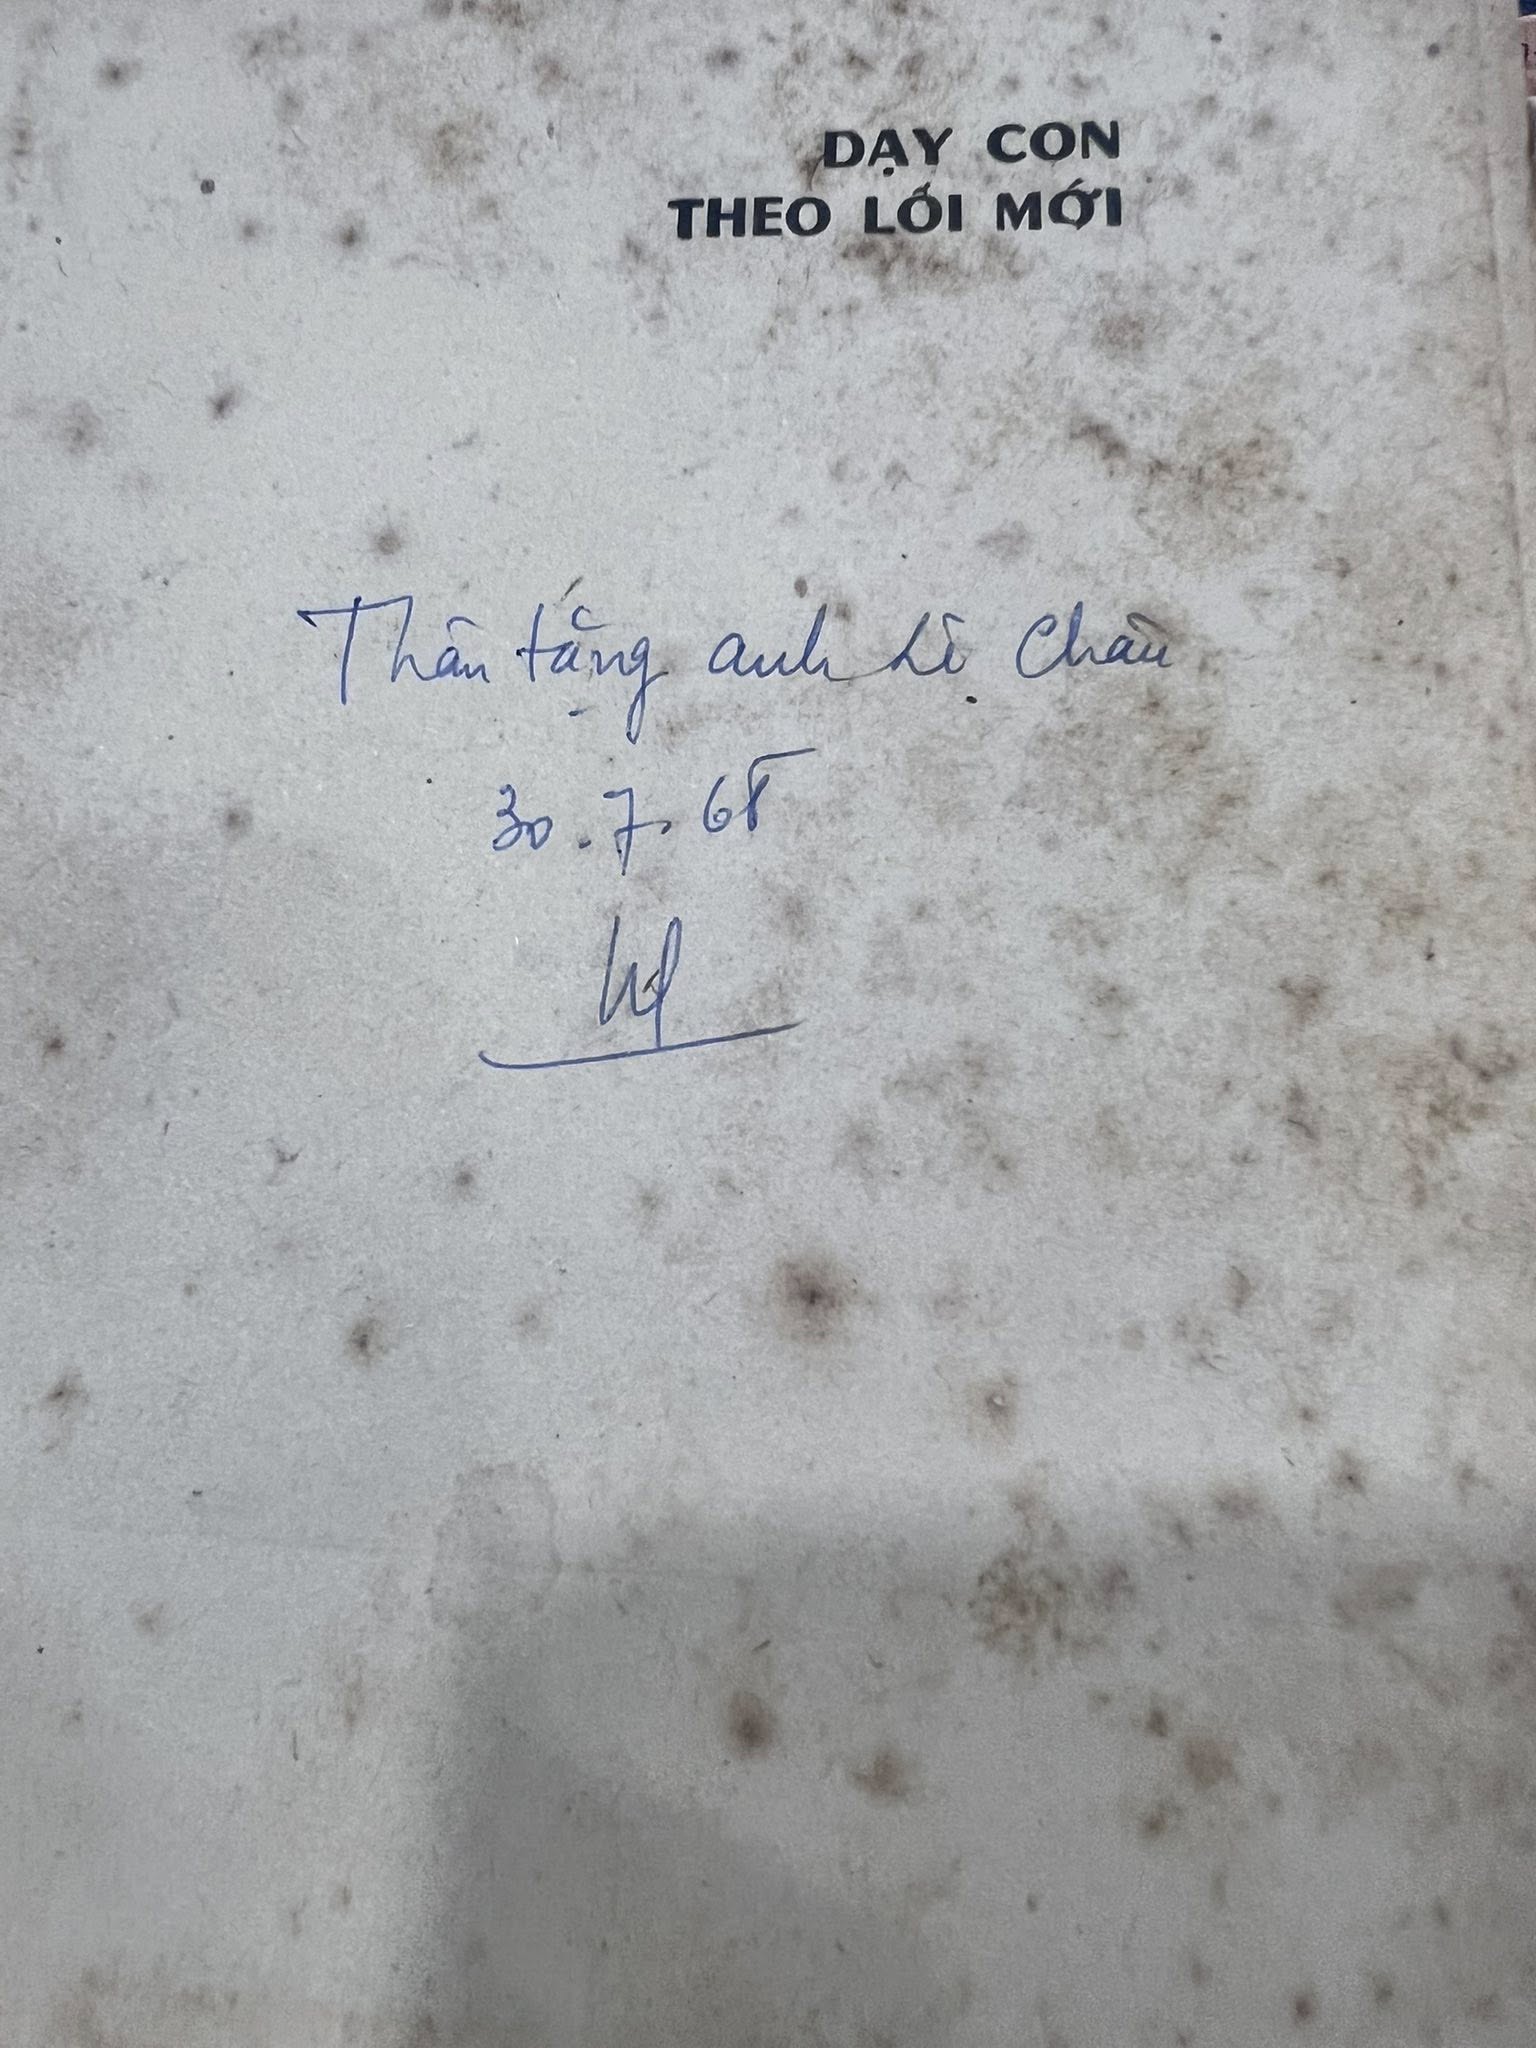 DẠY CON
THEO LỐI MỚI
Thân tặng anh Lê Châu
30.7.68